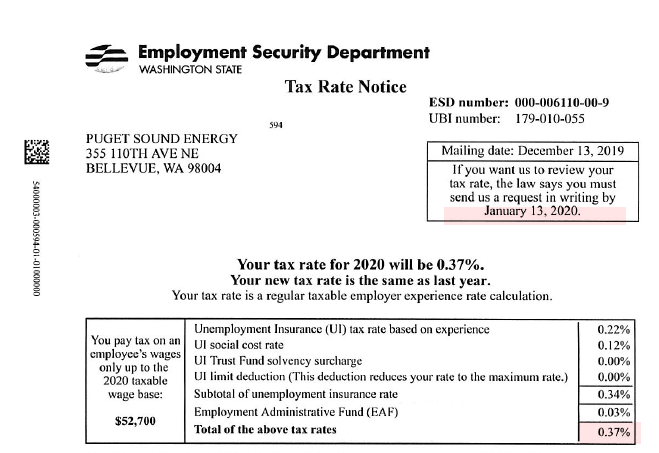 Employment Security Department
WASHINGTON STATE
Tax Rate Notice
ESD number: 000-006110-00-9
UBI number: 179-010-055
594
PUGET SOUND ENERGY
355 110TH AVE NE
BELLEVUE, WA 98004
Mailing date: December 13, 2019
If you want us to review your
tax rate, the law says you must
send us a request in writing by
January 13, 2020.
54000003-000594-01-01000000
Your tax rate for 2020 will be 0.37%.
Your new tax rate is the same as last year.
Your tax rate is a regular taxable employer experience rate calculation.
You pay tax on an
employee's wages
only up to the
2020 taxable
wage base:
$52,700
Unemployment Insurance (UI) tax rate based on experience 0.22%
UI social cost rate 0.12%
UI Trust Fund solvency surcharge 0.00%
UI limit deduction (This deduction reduces your rate to the maximum rate.) 0.00%
Subtotal of unemployment insurance rate 0.34%
Employment Administrative Fund (EAF) 0.03%
Total of the above tax rates 0.37%